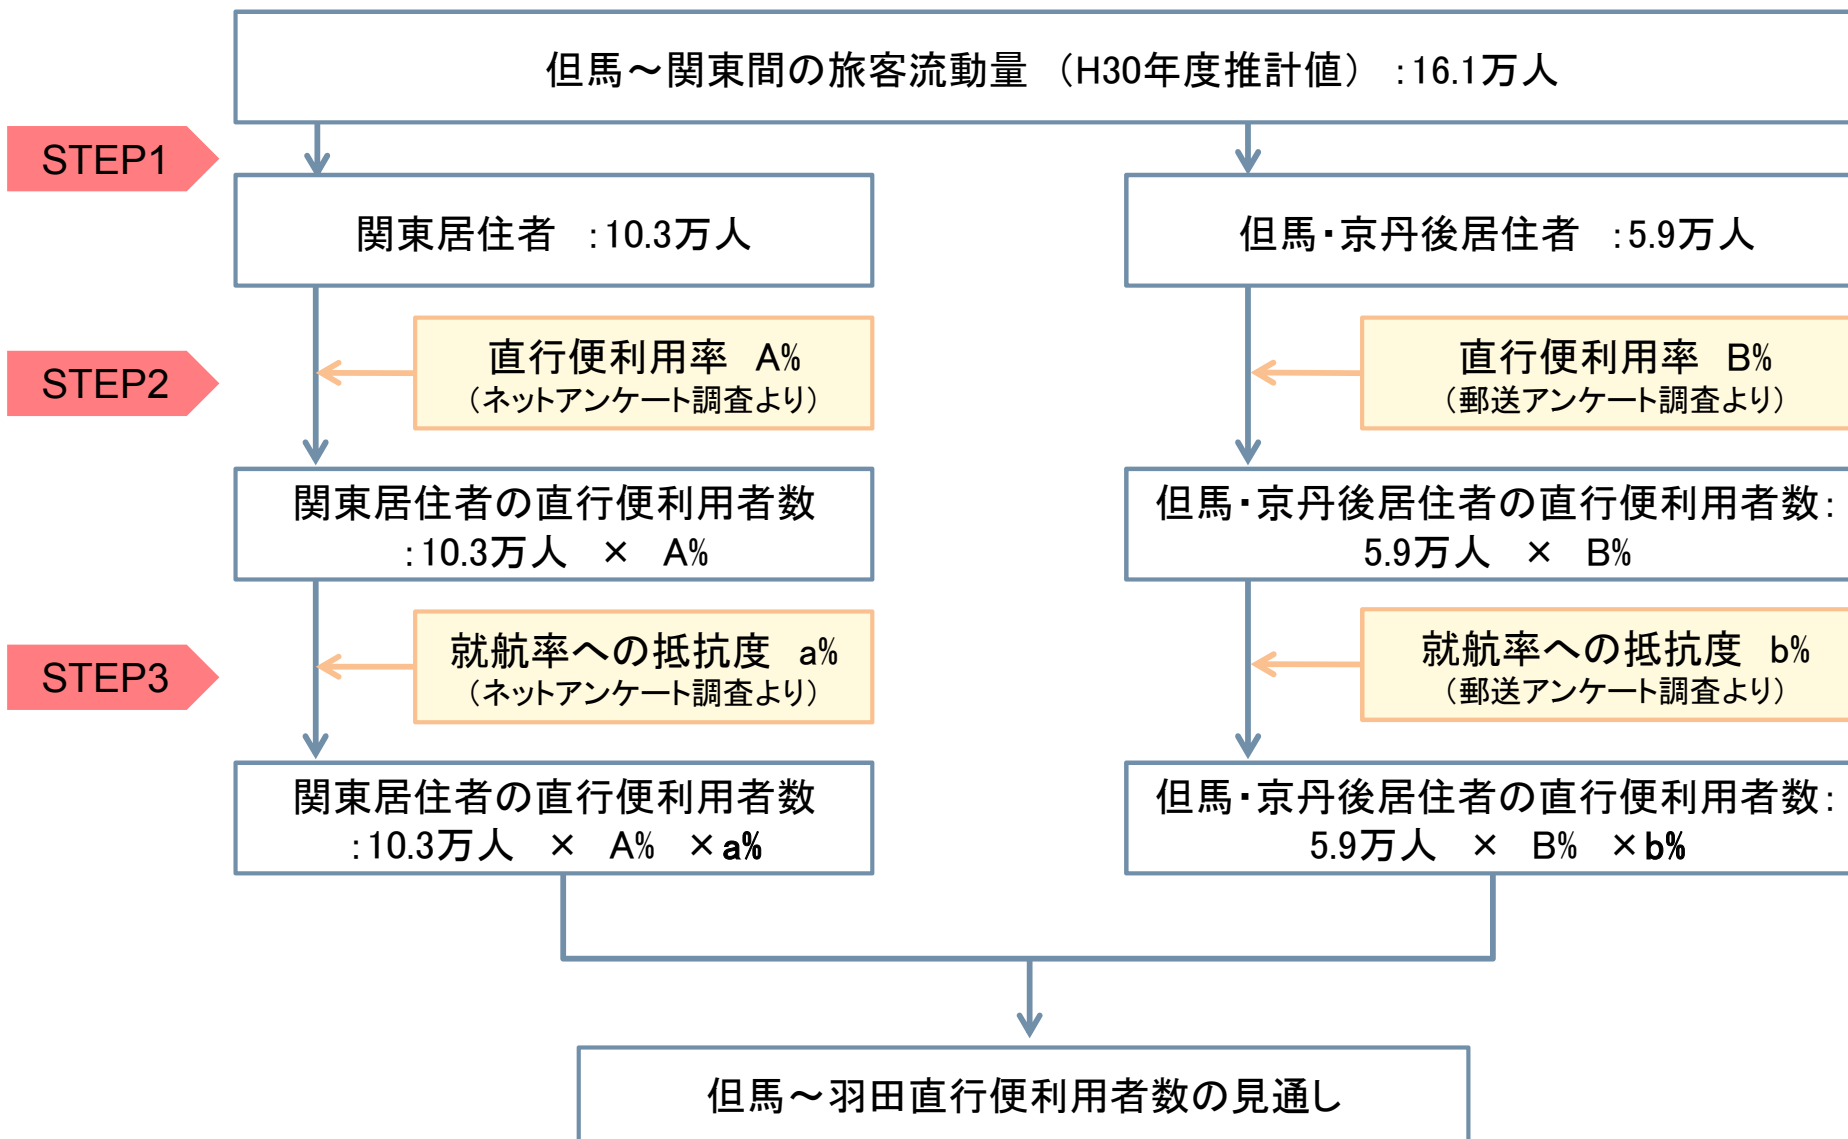 但馬～関東間の旅客流動量 （H30年度推計値） ：16.1万人
STEP1
関東居住者 ：10.3万人
但馬・京丹後居住者 ：5.9万人
STEP2
直行便利用率 A%
（ネットアンケート調査より）
直行便利用率 B%
（郵送アンケート調査より）
関東居住者の直行便利用者数
：10.3万人 × A%
但馬・京丹後居住者の直行便利用者数：
5.9万人 × B%
STEP3
就航率への抵抗度 a%
（ネットアンケート調査より）
就航率への抵抗度 b%
（郵送アンケート調査より）
関東居住者の直行便利用者数
：10.3万人 × A% ×a%
但馬・京丹後居住者の直行便利用者数：
5.9万人 × B% ×b%
但馬～羽田直行便利用者数の見通し